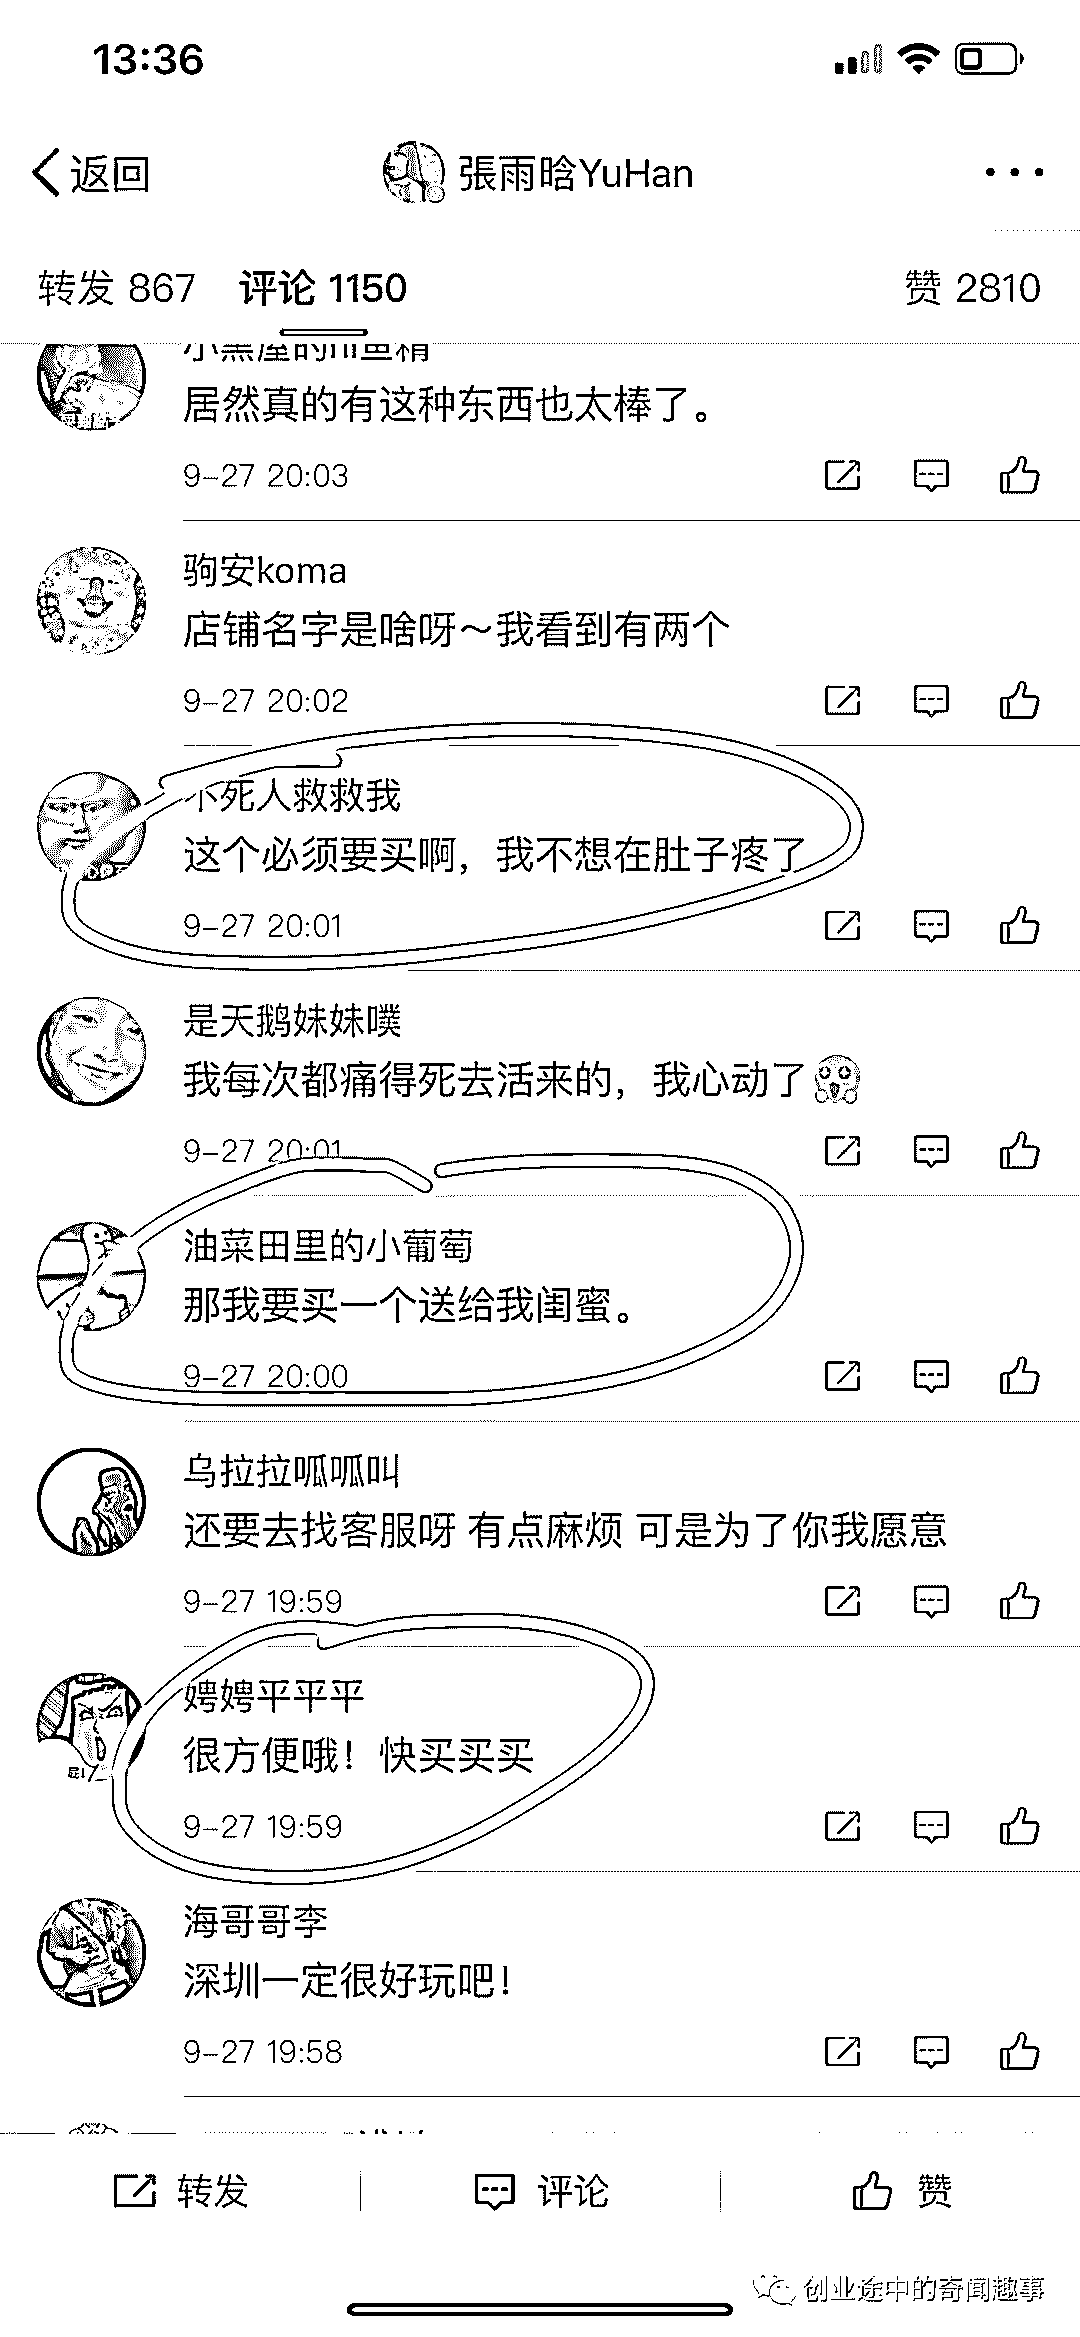 13:36
返回
張雨晗YuHan
转发 867 评论 1150 赞 2810
居然真的有这种东西也太棒了。
9-27 20:03
驹安koma
店铺名字是啥呀～我看到有两个
9-27 20:02
不死人救救我
这个必须要买啊，我不想在肚子疼了
9-27 20:01
是天鹅妹妹噗
我每次都痛得死去活来的，我心动了
9-27 20:01
油菜田里的小葡萄
那我要买一个送给我闺蜜。
9-27 20:00
乌拉拉呱呱叫
还要去找客服呀 有点麻烦 可是为了你我愿意
9-27 19:59
娉娉平平平
很方便哦！快买买买
9-27 19:59
海哥哥李
深圳一定很好玩吧！
9-27 19:58
转发 评论 赞
创业途中的奇闻趣事